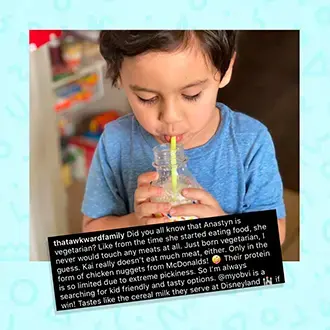 thatawkwardfamily Did you all know that Anastyn is
vegetarian? Like from the time she started eating food, she
never would touch any meats at all. Just born vegetarian, I
guess. Kai really doesn't eat much meat, either. Only in the
form of chicken nuggets from McDonalds! 🤣 Their protein
is so limited due to extreme pickiness. So I'm always
searching for kid friendly and tasty options. @myobvi is a
win! Tastes like the cereal milk they serve at Disneyland 🏰 if